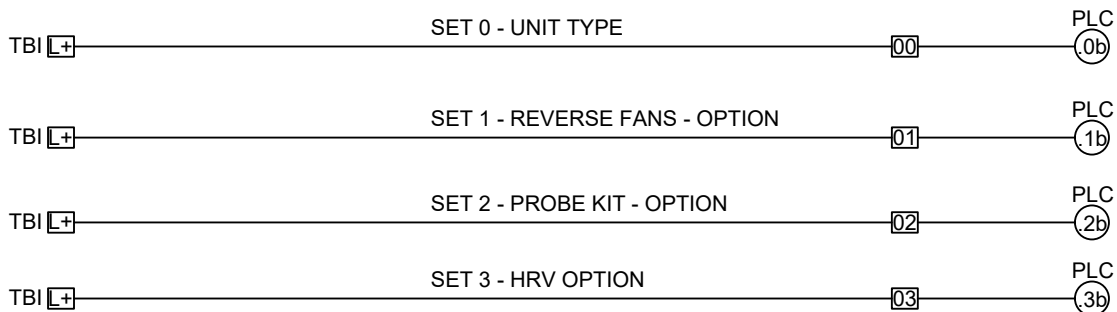 SET 0 - UNIT TYPE
PLC
TBI L+ 00 .0b
SET 1 - REVERSE FANS - OPTION
PLC
TBI L+ 01 .1b
SET 2 - PROBE KIT - OPTION
PLC
TBI L+ 02 .2b
SET 3 - HRV OPTION
PLC
TBI L+ 03 .3b